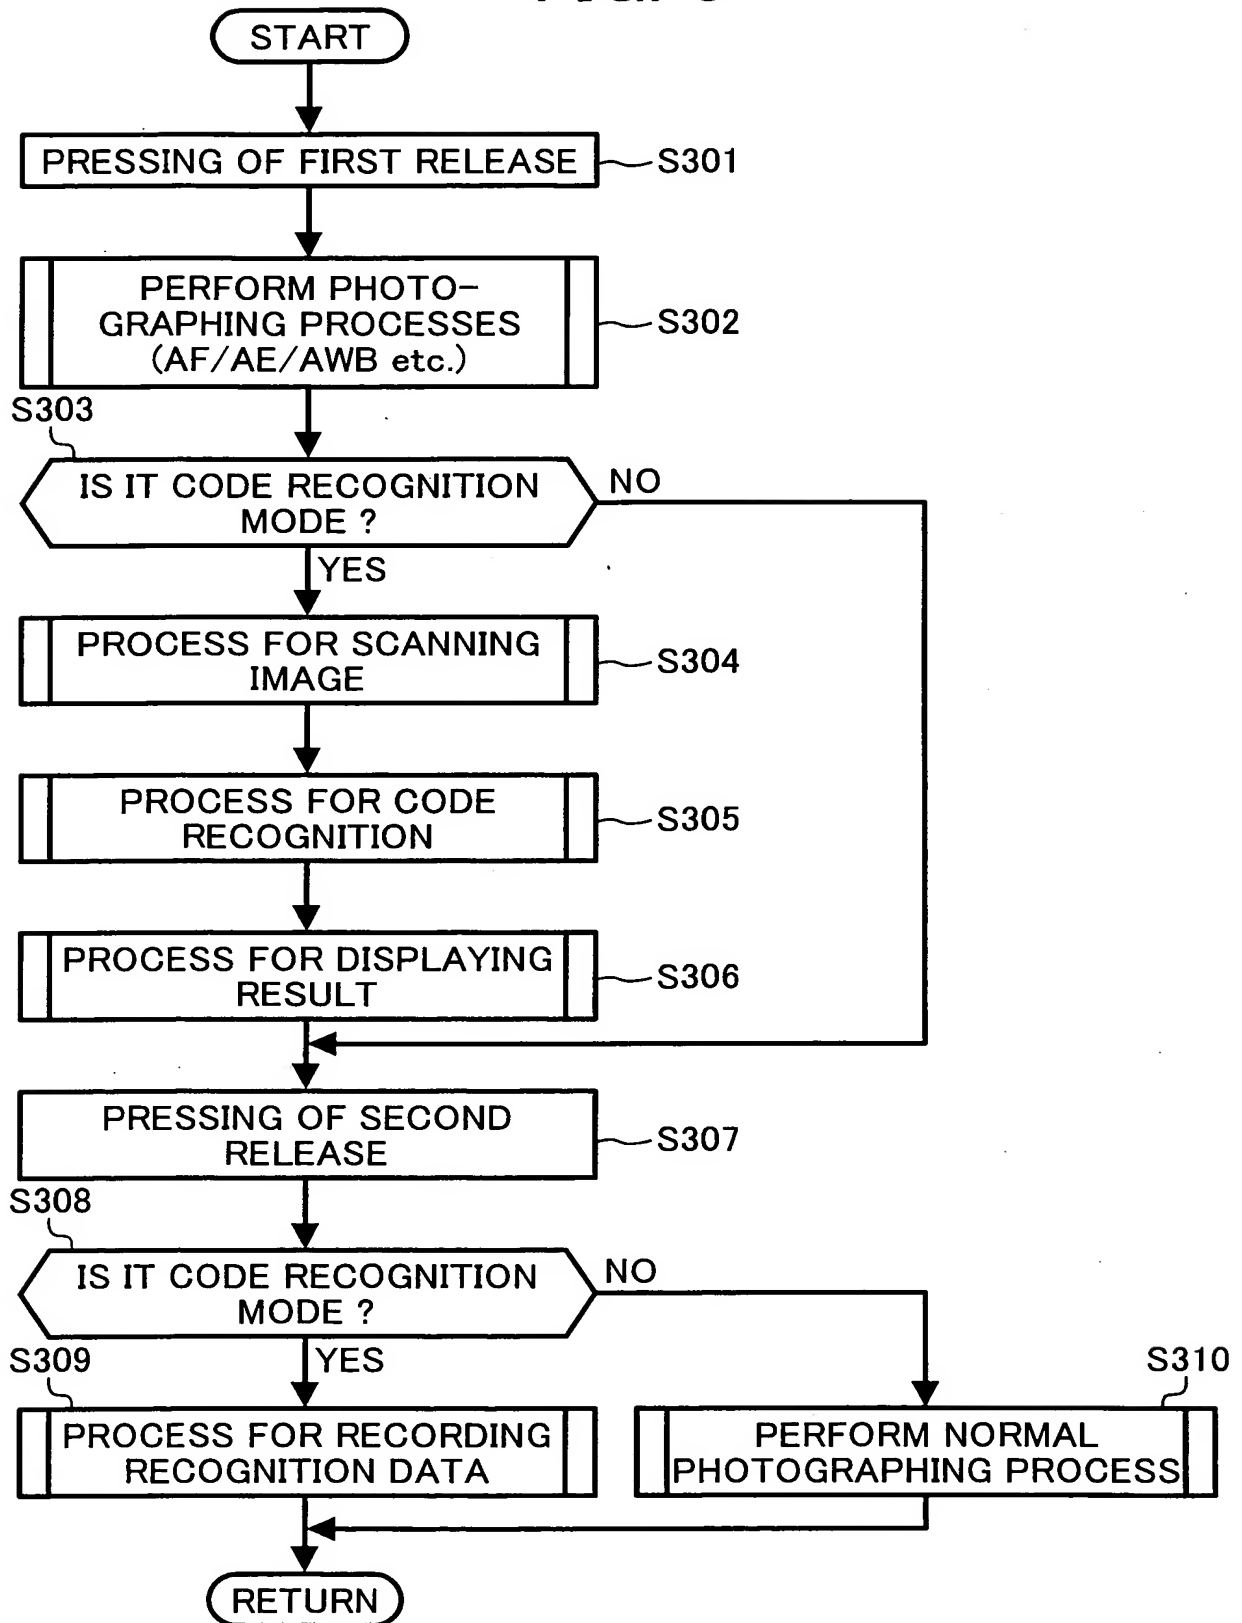 START
PRESSING OF FIRST RELEASE
S301
PERFORM PHOTO-
GRAPHING PROCESSES
(AF/AE/AWB etc.)
S302
S303
IS IT CODE RECOGNITION
MODE ?
NO
YES
PROCESS FOR SCANNING
IMAGE
S304
PROCESS FOR CODE
RECOGNITION
S305
PROCESS FOR DISPLAYING
RESULT
S306
PRESSING OF SECOND
RELEASE
S307
S308
IS IT CODE RECOGNITION
MODE ?
NO
YES
S309
PROCESS FOR RECORDING
RECOGNITION DATA
S310
PERFORM NORMAL
PHOTOGRAPHING PROCESS
RETURN